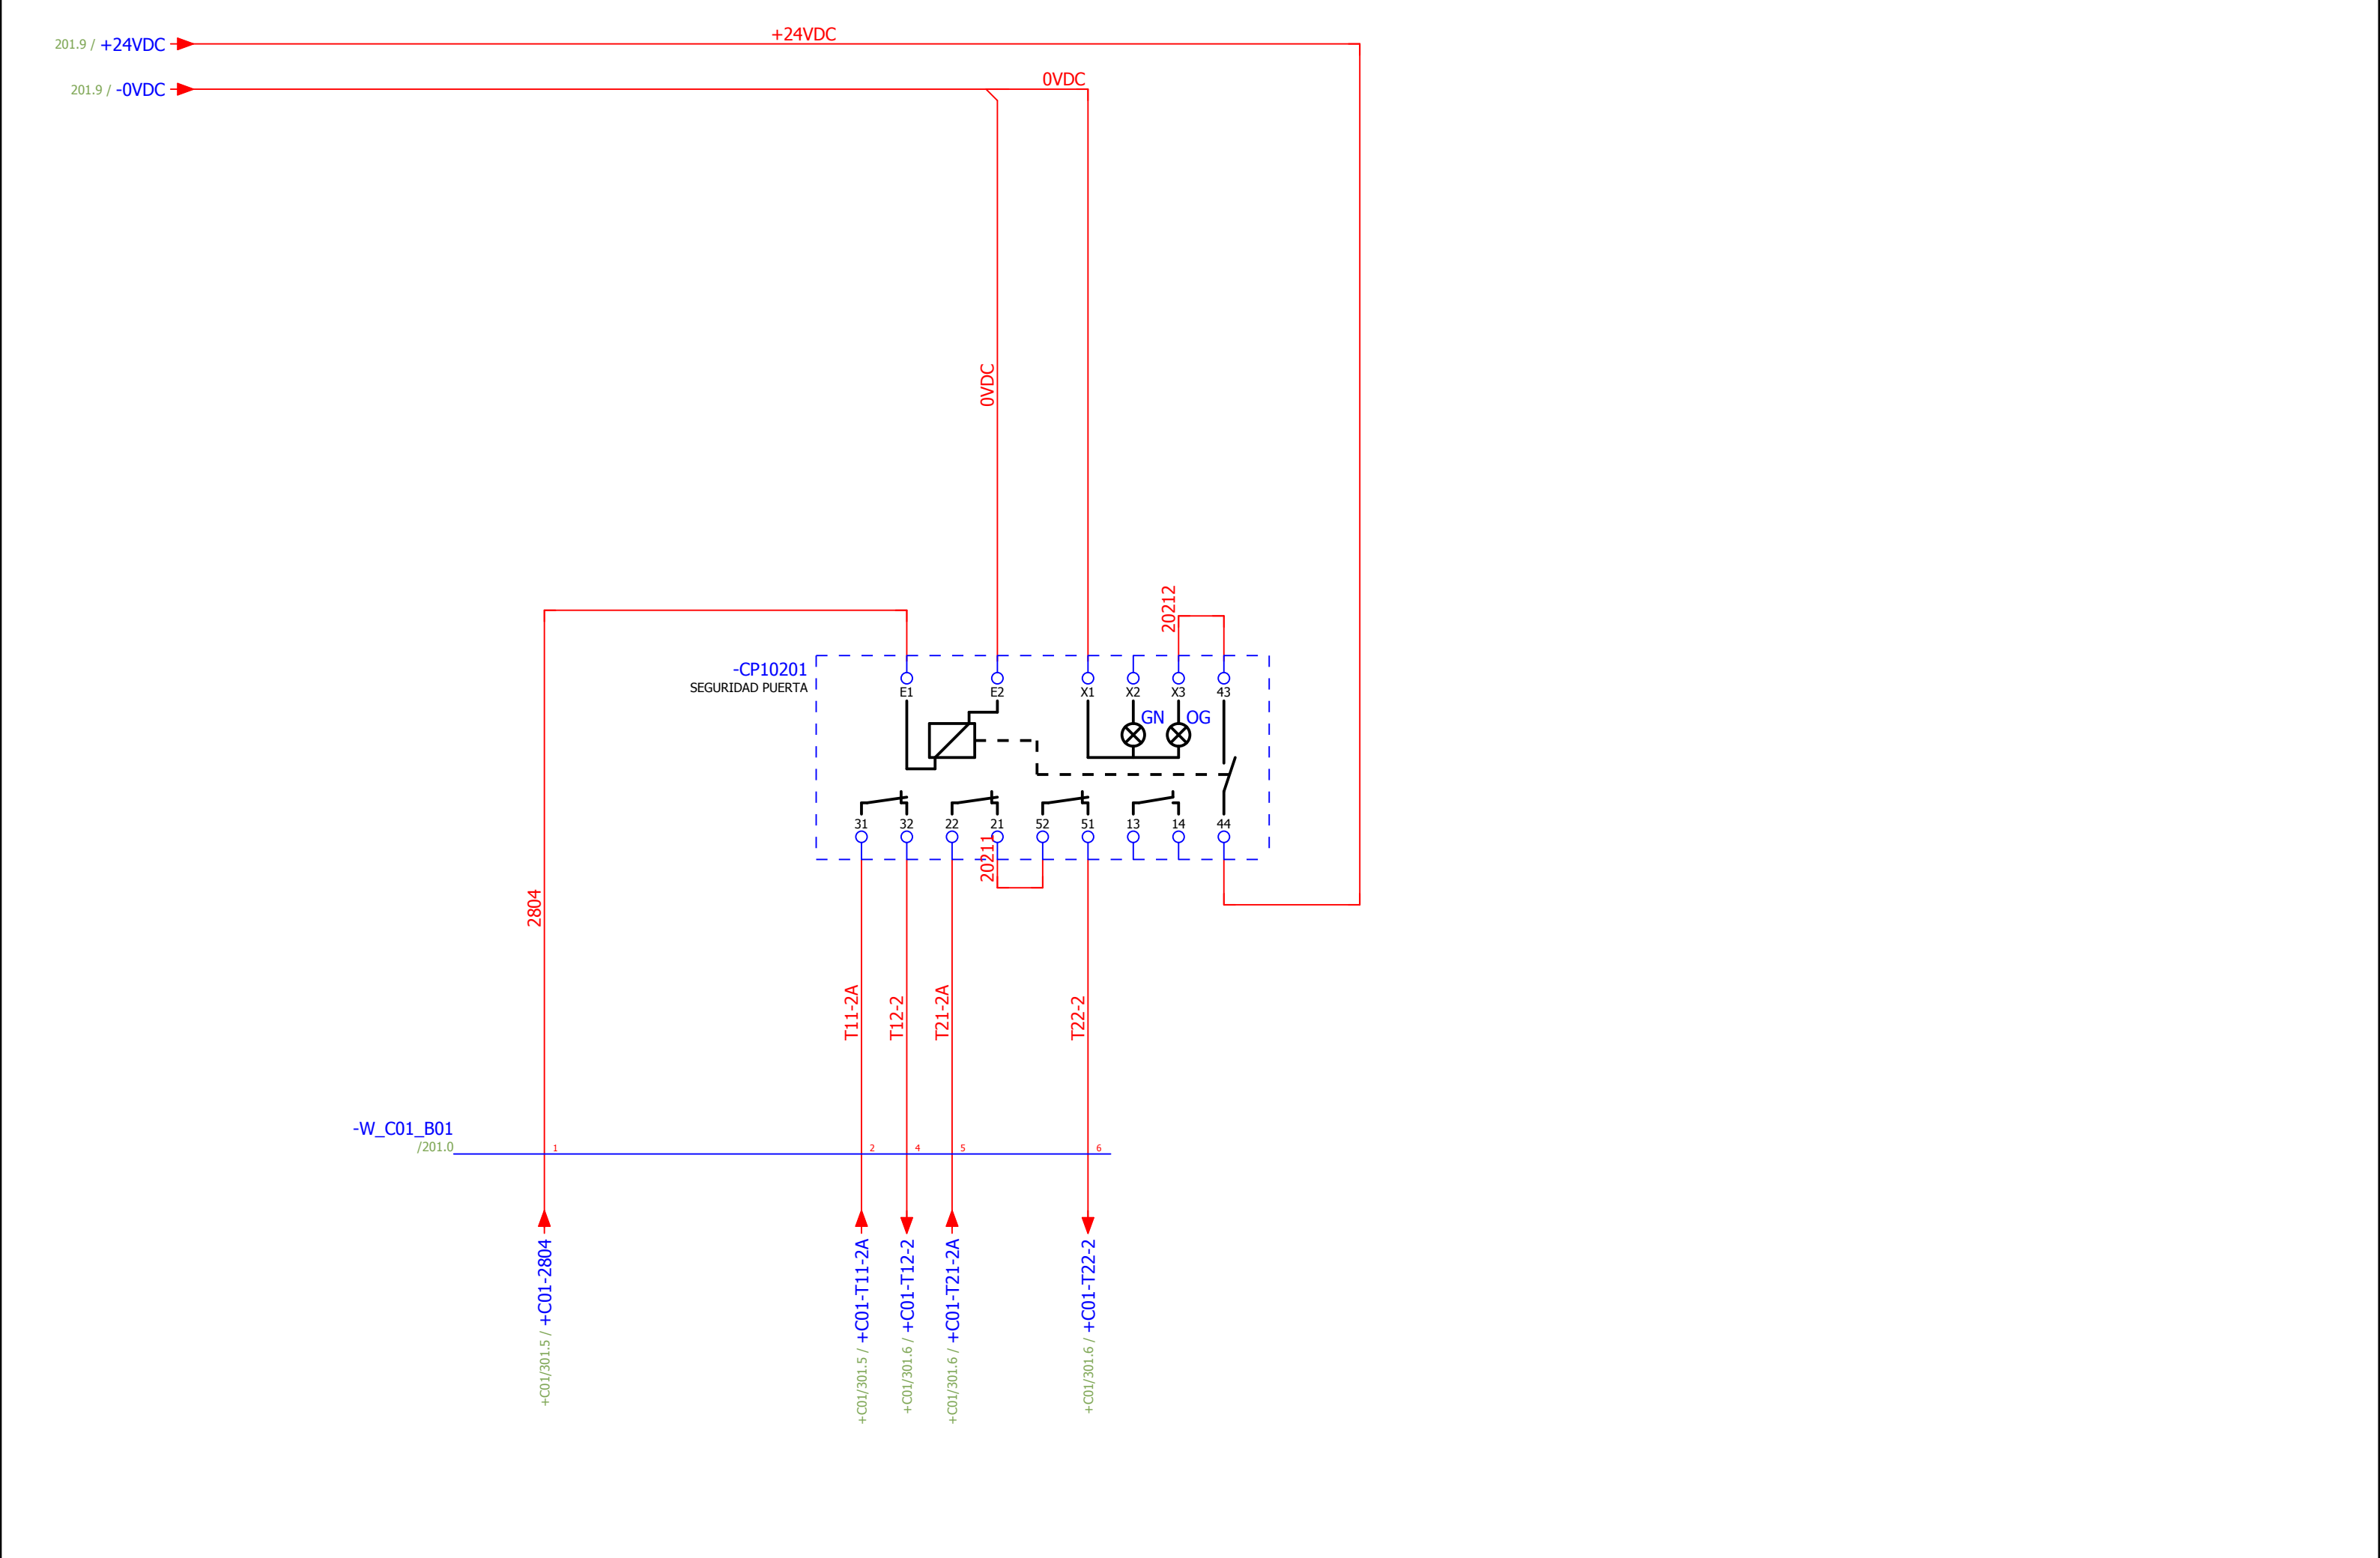 +24VDC
201.9 / +24VDC
0VDC
201.9 / -0VDC
0VDC
20212
-CP10201
SEGURIDAD PUERTA
E1 E2 X1 X2 X3 43
GN OG
31 32 22 21 52 51 13 14 44
20211
2804
T11-2A
T12-2
T21-2A
T22-2
-W_C01_B01
/201.0
1 2 4 5 6
+C01/301.5 / +C01-2804
+C01/301.5 / +C01-T11-2A
+C01/301.6 / +C01-T12-2
+C01/301.6 / +C01-T21-2A
+C01/301.6 / +C01-T22-2